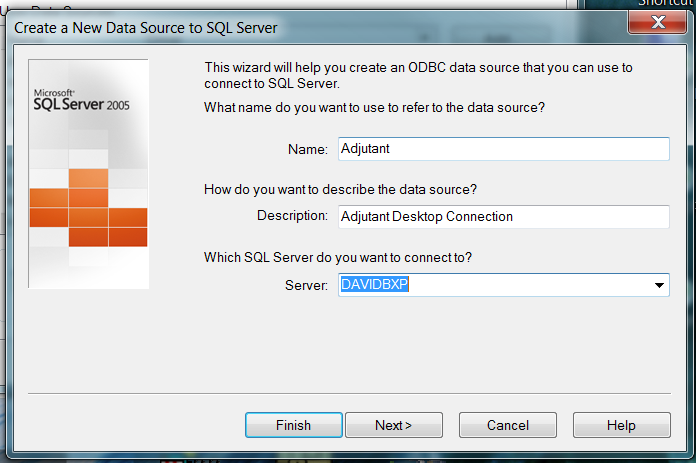 Shortcut
Create a New Data Source to SQL Server
Microsoft
SQL Server 2005
This wizard will help you create an ODBC data source that you can use to
connect to SQL Server.
What name do you want to use to refer to the data source?
Name: Adjutant
How do you want to describe the data source?
Description: Adjutant Desktop Connection
Which SQL Server do you want to connect to?
Server: DAVIDBXP
Finish
Next >
Cancel
Help